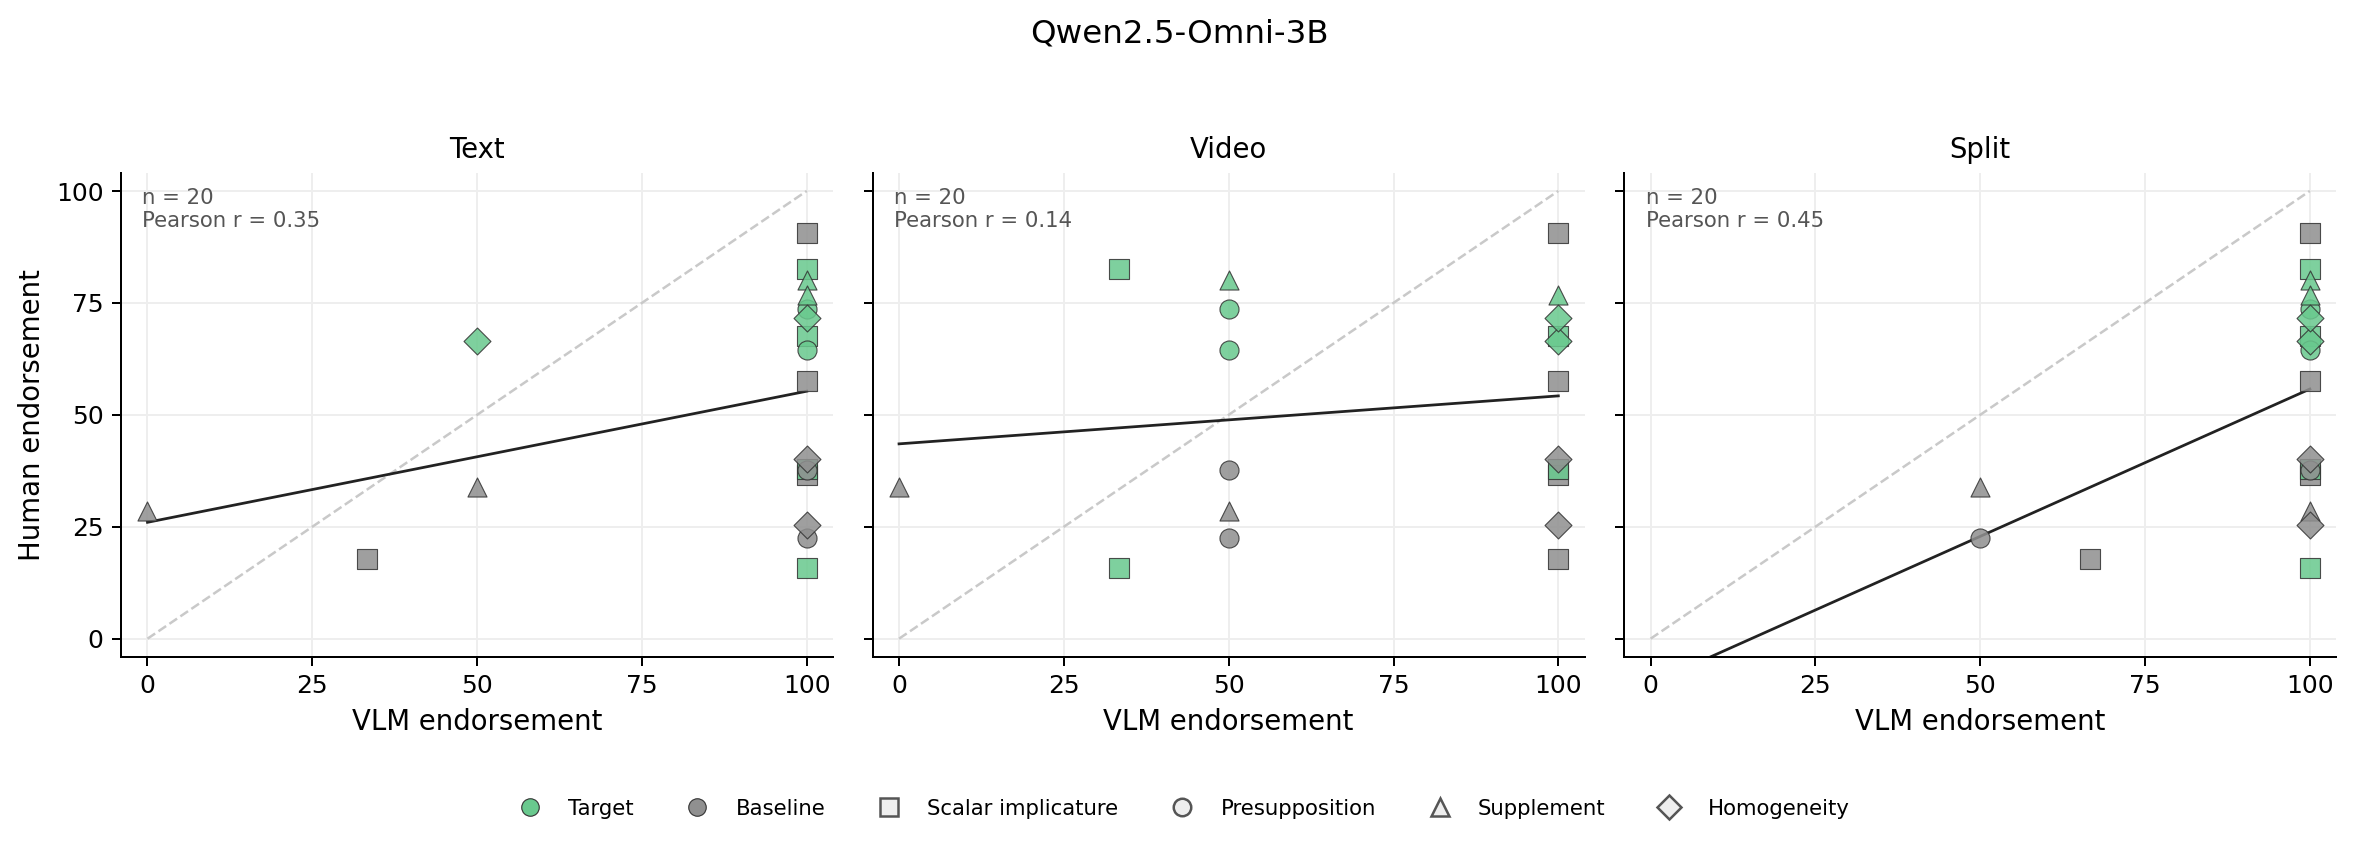 Qwen2.5-Omni-3B
Text
Video
Split
n = 20
Pearson r = 0.35
n = 20
Pearson r = 0.14
n = 20
Pearson r = 0.45
Human endorsement
100
75
50
25
0
0 25 50 75 100
0 25 50 75 100
0 25 50 75 100
VLM endorsement
VLM endorsement
VLM endorsement
Target Baseline Scalar implicature Presupposition Supplement Homogeneity